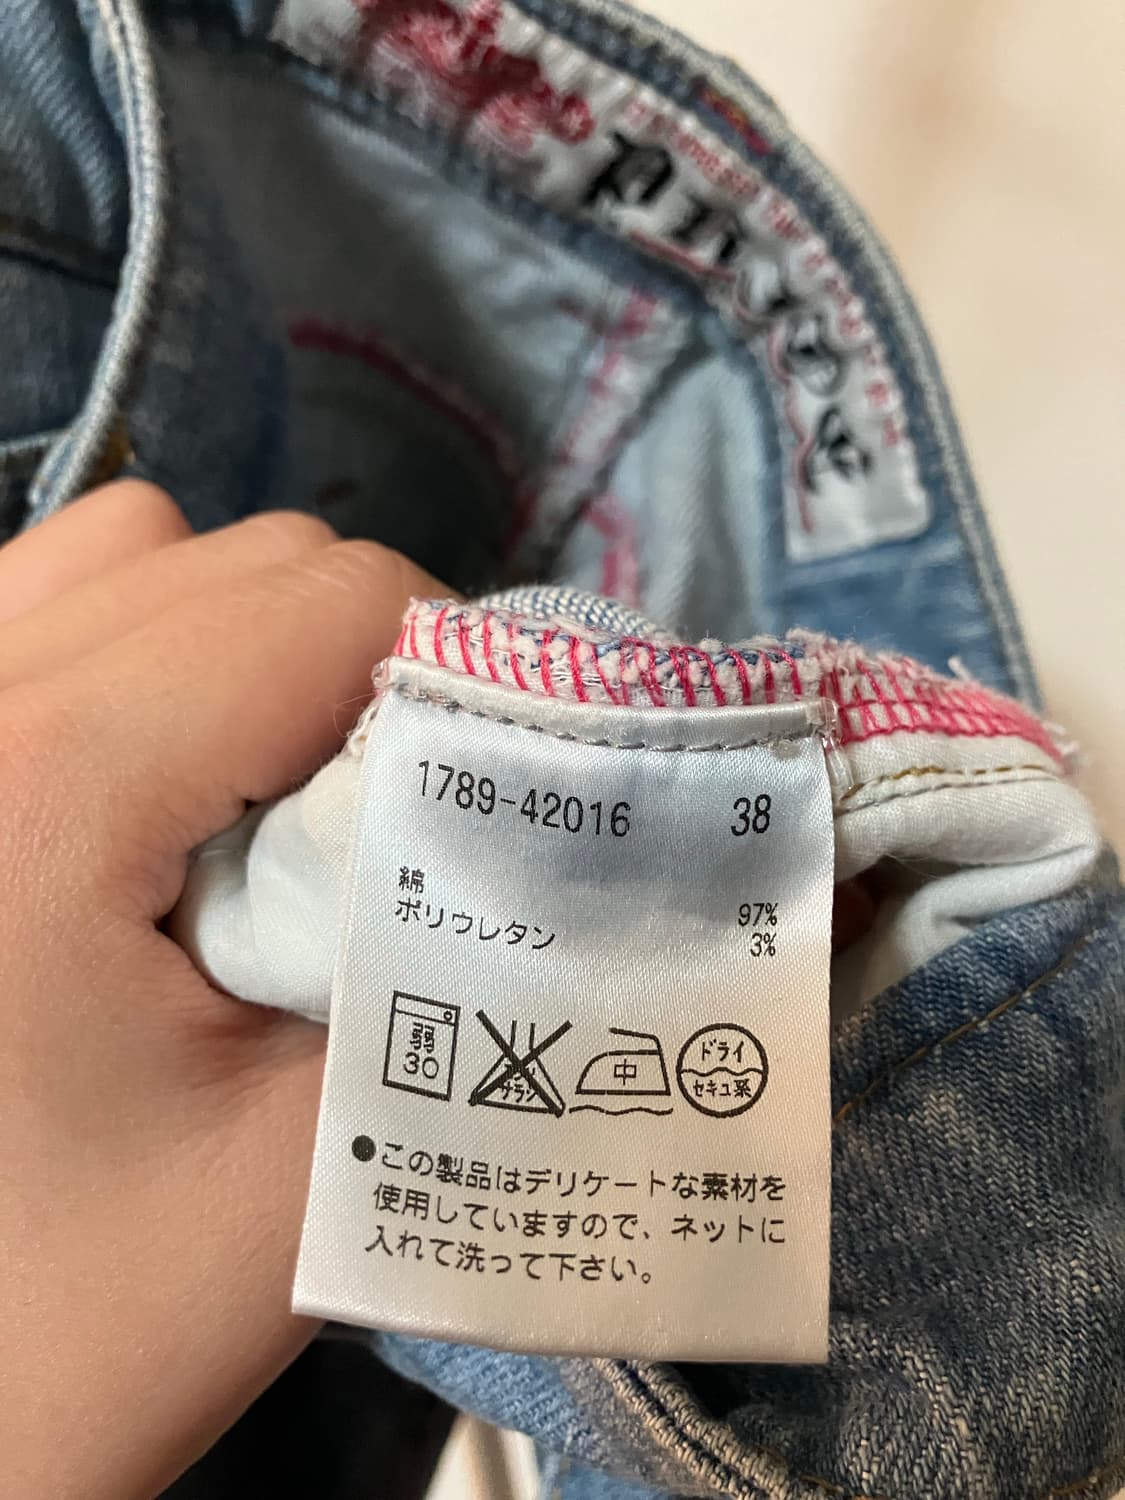 1789-42016 38
綿 97%
ポリウレタン 3%
弱
30
サラシ
中
ドライ
セキユ系
●この製品はデリケートな素材を
使用していますので、ネットに
入れて洗って下さい。